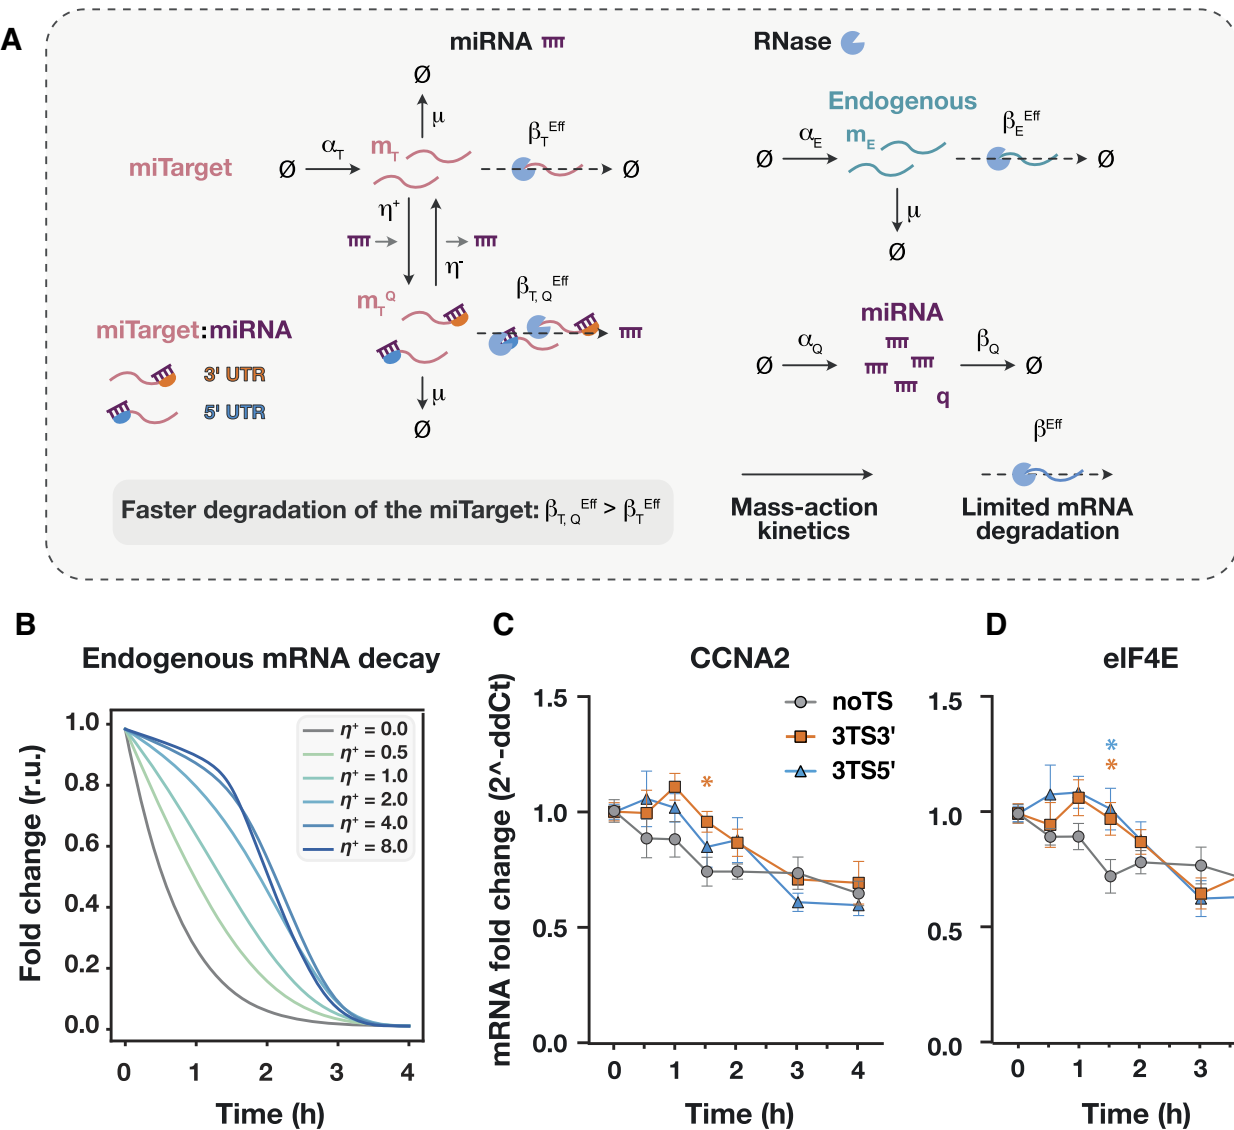 A
miRNA
RNase
Ø
μ
β_T^Eff
miTarget
Ø
α_T
m_T
Ø
η⁺
η⁻
m_T^Q
β_T, Q^Eff
miTarget:miRNA
3' UTR
5' UTR
μ
Ø
Faster degradation of the miTarget: β_T, Q^Eff > β_T^Eff
Endogenous
Ø
α_E
m_E
β_E^Eff
Ø
μ
Ø
miRNA
Ø
α_Q
β_Q
Ø
q
β^Eff
Mass-action
kinetics
Limited mRNA
degradation
B
Endogenous mRNA decay
Fold change (r.u.)
1.0
0.8
0.6
0.4
0.2
0.0
η⁺ = 0.0
η⁺ = 0.5
η⁺ = 1.0
η⁺ = 2.0
η⁺ = 4.0
η⁺ = 8.0
0 1 2 3 4
Time (h)
C
CCNA2
mRNA fold change (2^-ddCt)
1.5
1.0
0.5
0.0
noTS
3TS3'
3TS5'
*
0 1 2 3 4
Time (h)
D
eIF4E
1.5
1.0
0.5
0.0
*
*
0 1 2 3
Time (h)